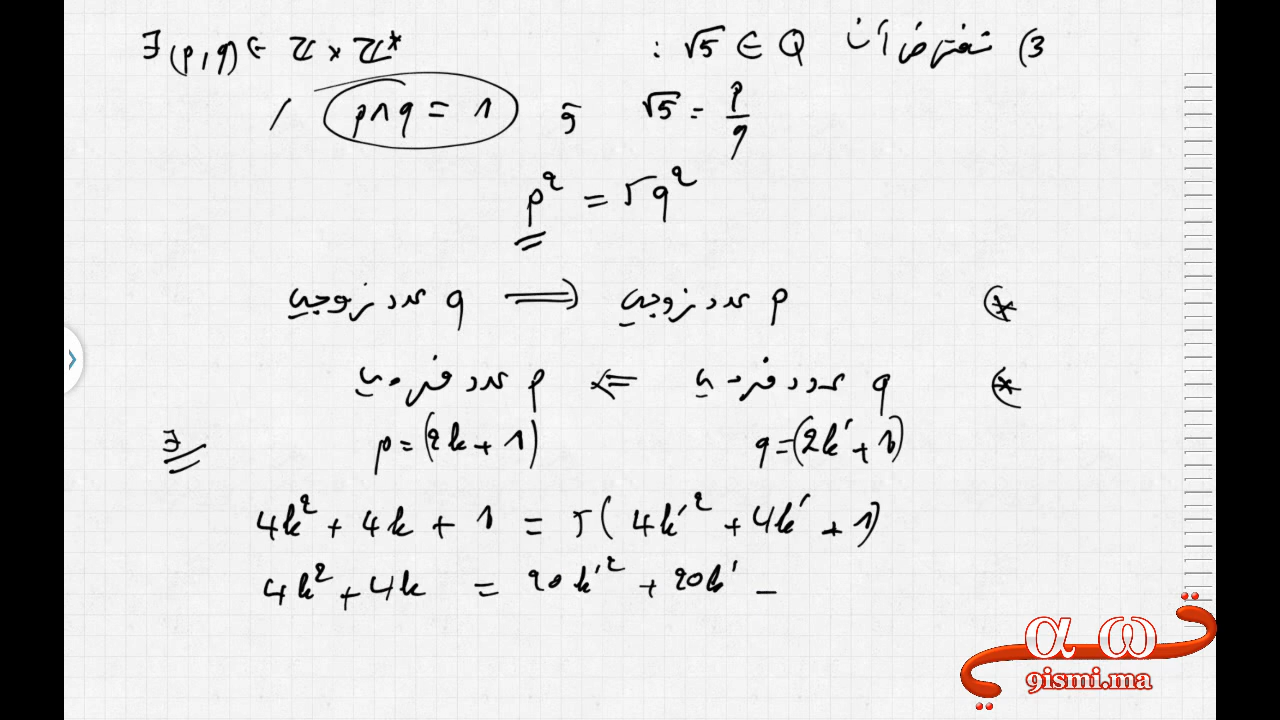 3) نفترض أن √5 ∈ Q :
∃(p,q) ∈ ℤ × ℤ*
√5 = p/q و p∧q = 1 /
p² = 5q²
⊛ p عدد زوجي ⟹ q عدد زوجي
⊛ q عدد فردي ⇐ p عدد فردي
q = (2k' + 1) p = (2k + 1) ∃
4k² + 4k + 1 = 5(4k'² + 4k' + 1)
4k² + 4k = 20k'² + 20k' –
α ω
9ismi.ma